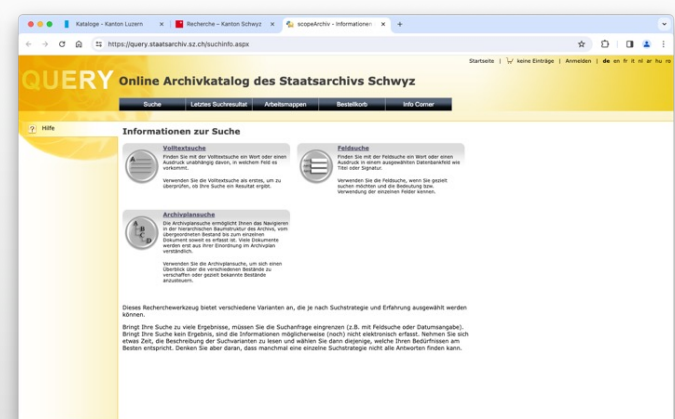 Kataloge - Kanton Luzern
Recherche – Kanton Schwyz
scopeArchiv - Informationen
https://query.staatsarchiv.sz.ch/suchinfo.aspx
Startseite | keine Einträge | Anmelden | de en fr it nl ar hu ro
QUERY
Online Archivkatalog des Staatsarchivs Schwyz
Suche Letztes Suchresultat Arbeitsmappen Bestellkorb Info Corner
Hilfe
Informationen zur Suche
Volltextsuche
Finden Sie mit der Volltextsuche ein Wort oder einen
Ausdruck unabhängig davon, in welchem Feld es
vorkommt.
Verwenden Sie die Volltextsuche als erstes, um zu
überprüfen, ob Ihre Suche ein Resultat ergibt.
Feldsuche
Finden Sie mit der Feldsuche ein Wort oder einen
Ausdruck in einem ausgewählten Datenbankfeld wie
Titel oder Signatur.
Verwenden Sie die Feldsuche, wenn Sie gezielt
suchen möchten und die Bedeutung bzw.
Verwendung der einzelnen Felder kennen.
A
B
C
D
Archivplansuche
Die Archivplansuche ermöglicht Ihnen das Navigieren
in der hierarchischen Baumstruktur des Archivs, vom
übergeordneten Bestand bis zum einzelnen
Dokument soweit es erfasst ist. Viele Dokumente
werden erst aus ihrer Einordnung im Archivplan
verständlich.
Verwenden Sie die Archivplansuche, um sich einen
Überblick über die verschiedenen Bestände zu
verschaffen oder gezielt bekannte Bestände
anzusteuern.
Dieses Recherchewerkzeug bietet verschiedene Varianten an, die je nach Suchstrategie und Erfahrung ausgewählt werden
können.
Bringt Ihre Suche zu viele Ergebnisse, müssen Sie die Suchanfrage eingrenzen (z.B. mit Feldsuche oder Datumsangabe).
Bringt Ihre Suche kein Ergebnis, sind die Informationen möglicherweise (noch) nicht elektronisch erfasst. Nehmen Sie sich
etwas Zeit, die Beschreibung der Suchvarianten zu lesen und wählen Sie dann diejenige, welche Ihren Bedürfnissen am
Besten entspricht. Denken Sie aber daran, dass manchmal eine einzelne Suchstrategie nicht alle Antworten finden kann.